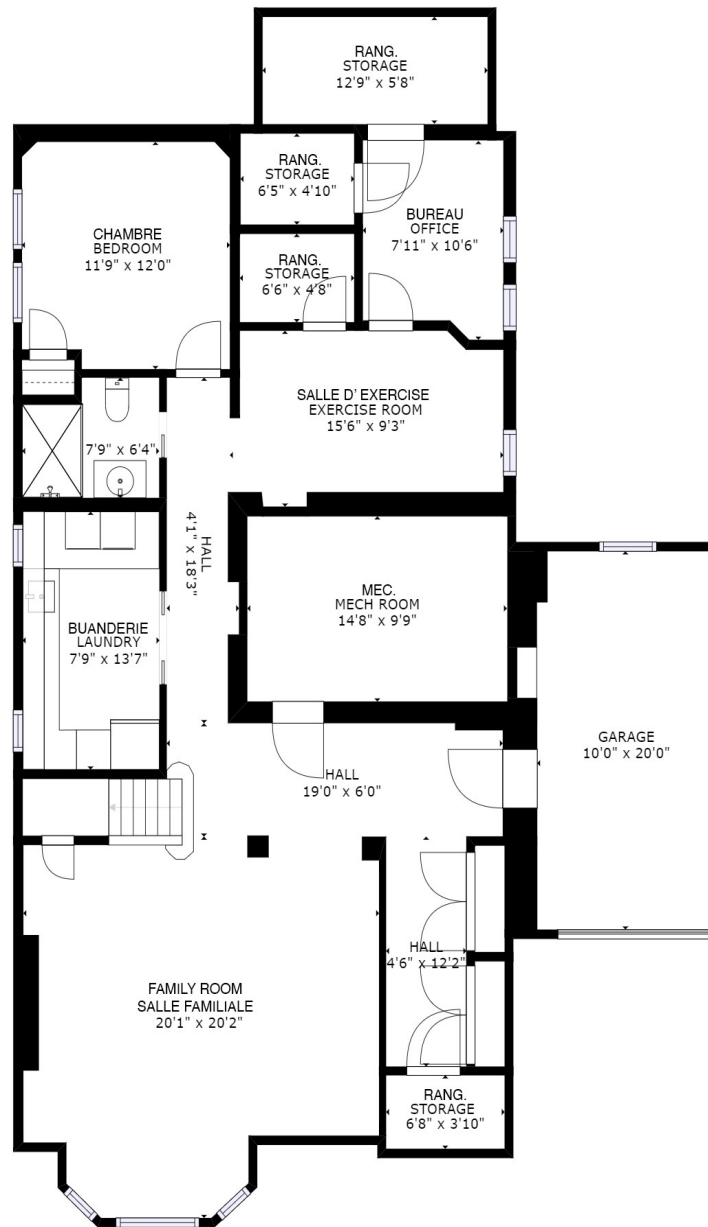 RANG.
STORAGE
12'9" x 5'8"
RANG.
STORAGE
6'5" x 4'10"
BUREAU
OFFICE
7'11" x 10'6"
CHAMBRE
BEDROOM
11'9" x 12'0"
RANG.
STORAGE
6'6" x 4'8"
SALLE D' EXERCISE
EXERCISE ROOM
15'6" x 9'3"
7'9" x 6'4"
HALL
4'1" x 18'3"
MEC.
MECH ROOM
14'8" x 9'9"
BUANDERIE
LAUNDRY
7'9" x 13'7"
GARAGE
10'0" x 20'0"
HALL
19'0" x 6'0"
HALL
4'6" x 12'2"
FAMILY ROOM
SALLE FAMILIALE
20'1" x 20'2"
RANG.
STORAGE
6'8" x 3'10"